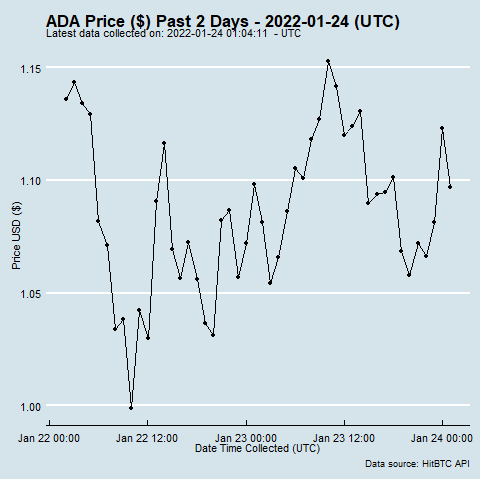 ADA Price ($) Past 2 Days - 2022-01-24 (UTC)
Latest data collected on: 2022-01-24 01:04:11 - UTC
1.15
1.10
1.05
1.00
Price USD ($)
Jan 22 00:00 Jan 22 12:00 Jan 23 00:00 Jan 23 12:00 Jan 24 00:00
Date Time Collected (UTC)
Data source: HitBTC API